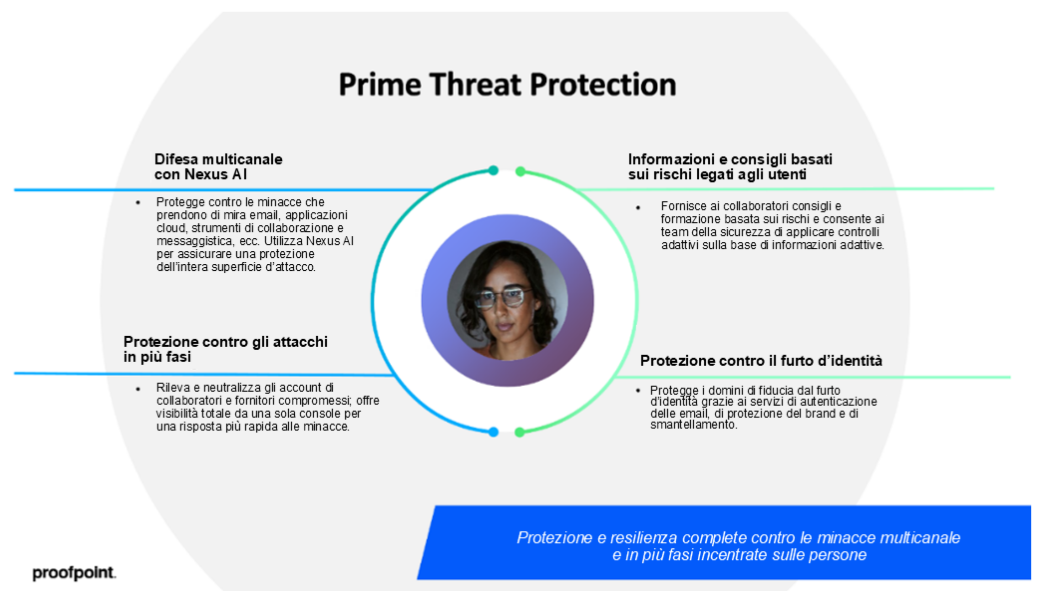 Prime Threat Protection
Difesa multicanale
con Nexus AI
• Protegge contro le minacce che
prendono di mira email, applicazioni
cloud, strumenti di collaborazione e
messaggistica, ecc. Utilizza Nexus AI
per assicurare una protezione
dell'intera superficie d'attacco.
Informazioni e consigli basati
sui rischi legati agli utenti
• Fornisce ai collaboratori consigli e
formazione basata sui rischi e consente ai
team della sicurezza di applicare controlli
adattivi sulla base di informazioni adattive.
Protezione contro gli attacchi
in più fasi
• Rileva e neutralizza gli account di
collaboratori e fornitori compromessi; offre
visibilità totale da una sola console per
una risposta più rapida alle minacce.
Protezione contro il furto d'identità
• Protegge i domini di fiducia dal furto
d'identità grazie ai servizi di autenticazione
delle email, di protezione del brand e di
smantellamento.
Protezione e resilienza complete contro le minacce multicanale
e in più fasi incentrate sulle persone
proofpoint.